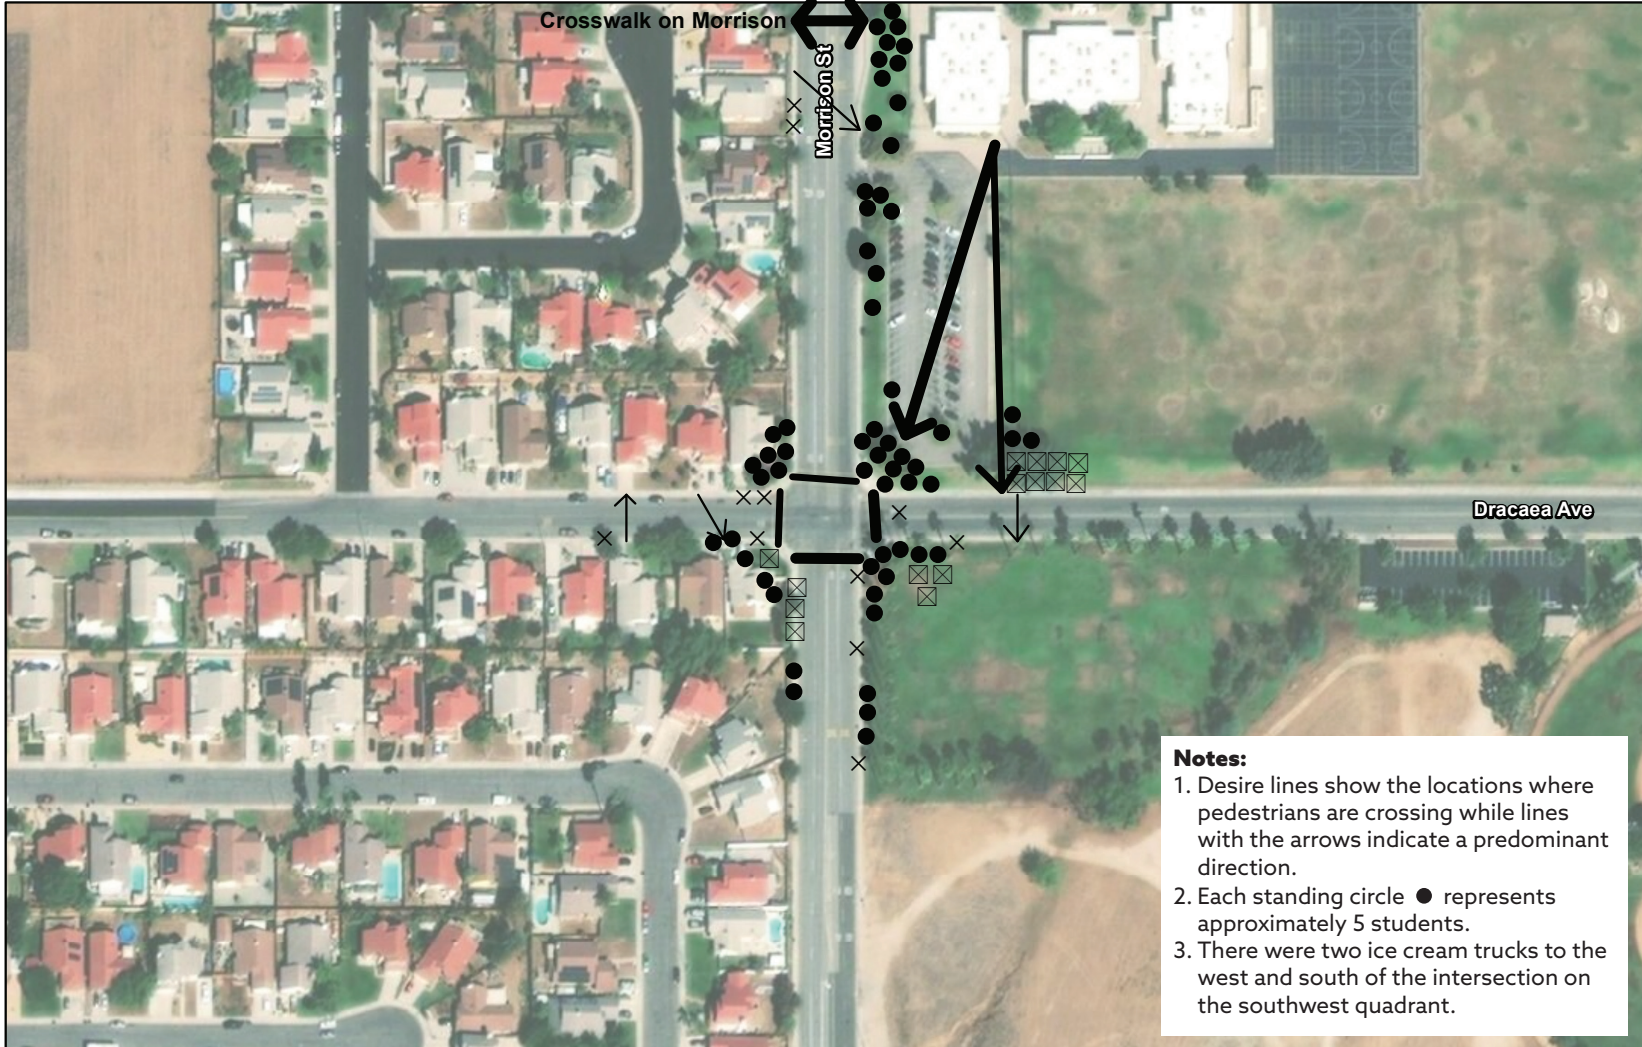 Crosswalk on Morrison
Morrison St
Dracaea Ave
Notes:
1. Desire lines show the locations where
pedestrians are crossing while lines
with the arrows indicate a predominant
direction.
2. Each standing circle ● represents
approximately 5 students.
3. There were two ice cream trucks to the
west and south of the intersection on
the southwest quadrant.